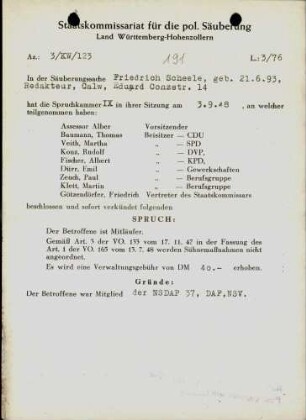 Staatskommissariat für die pol. Säuberung
Land Württemberg-Hohenzollern
Az.: 3/KW/123 191 L:3/76
In der Säuberungssache Friedrich Scheele, geb. 21.6.93,
Redakteur, Calw, Eduard Conzstr. 14
hat die Spruchkammer IX in ihrer Sitzung am 3.9.48, an welcher
teilgenommen haben:
Assessor Alber Vorsitzender
Baumann, Thomas Beisitzer — CDU
Veith, Martha „ — SPD
Konz, Rudolf „ — DVP,
Fischer, Albert „ — KPD,
Dürr, Emil „ — Gewerkschaften
Zeuch, Paul „ — Berufsgruppe
Klett, Martin „ — Berufsgruppe
Götzendörfer, Friedrich Vertreter des Staatskommissars
beschlossen und sofort verkündet folgenden
SPRUCH:
Der Betroffene ist Mitläufer.
Gemäß Art. 3 der VO. 133 vom 17. 11. 47 in der Fassung des
Art. 1 der VO. 165 vom 13. 7. 48 werden Sühnemaßnahmen nicht
angeordnet.
Es wird eine Verwaltungsgebühr von DM 40.- erhoben.
Gründe:
Der Betroffene war Mitglied der NSDAP 37, DAF, NSV.